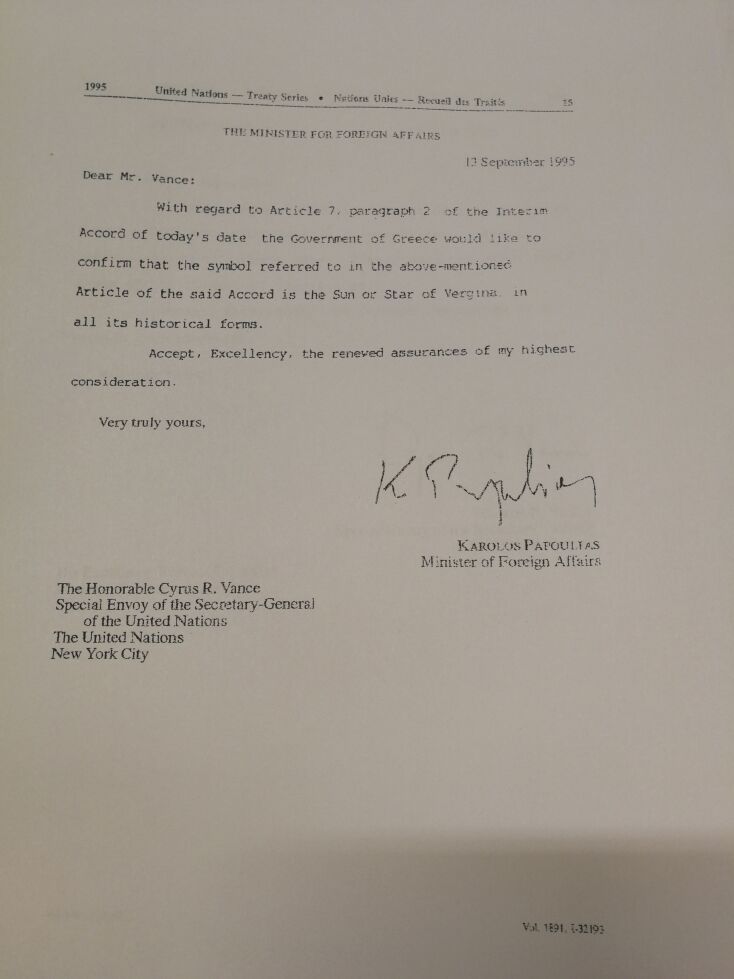 1995 United Nations — Treaty Series • Nations Unies — Recueil des Traités 15
THE MINISTER FOR FOREIGN AFFAIRS
13 September 1995
Dear Mr. Vance:
With regard to Article 7, paragraph 2 of the Interim
Accord of today's date the Government of Greece would like to
confirm that the symbol referred to in the above-mentioned
Article of the said Accord is the Sun or Star of Vergina, in
all its historical forms.
Accept, Excellency, the renewed assurances of my highest
consideration.
Very truly yours,
K Papoulias
KAROLOS PAPOULIAS
Minister of Foreign Affairs
The Honorable Cyrus R. Vance
Special Envoy of the Secretary-General
of the United Nations
The United Nations
New York City
Vol. 1891, I-32193